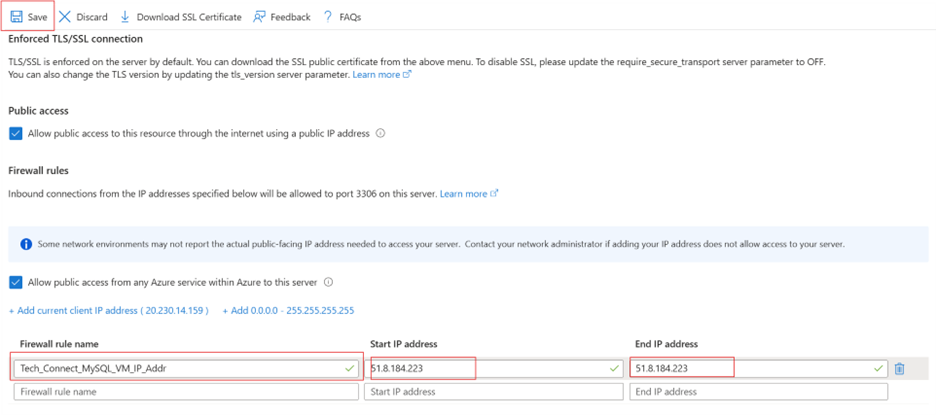 Save Discard Download SSL Certificate Feedback FAQs
Enforced TLS/SSL connection
TLS/SSL is enforced on the server by default. You can download the SSL public certificate from the above menu. To disable SSL, please update the require_secure_transport server parameter to OFF.
You can also change the TLS version by updating the tls_version server parameter. Learn more
Public access
Allow public access to this resource through the internet using a public IP address
Firewall rules
Inbound connections from the IP addresses specified below will be allowed to port 3306 on this server. Learn more
Some network environments may not report the actual public-facing IP address needed to access your server. Contact your network administrator if adding your IP address does not allow access to your server.
Allow public access from any Azure service within Azure to this server
+ Add current client IP address ( 20.230.14.159 ) + Add 0.0.0.0 - 255.255.255.255
Firewall rule name Start IP address End IP address
Tech_Connect_MySQL_VM_IP_Addr 51.8.184.223 51.8.184.223
Firewall rule name Start IP address End IP address